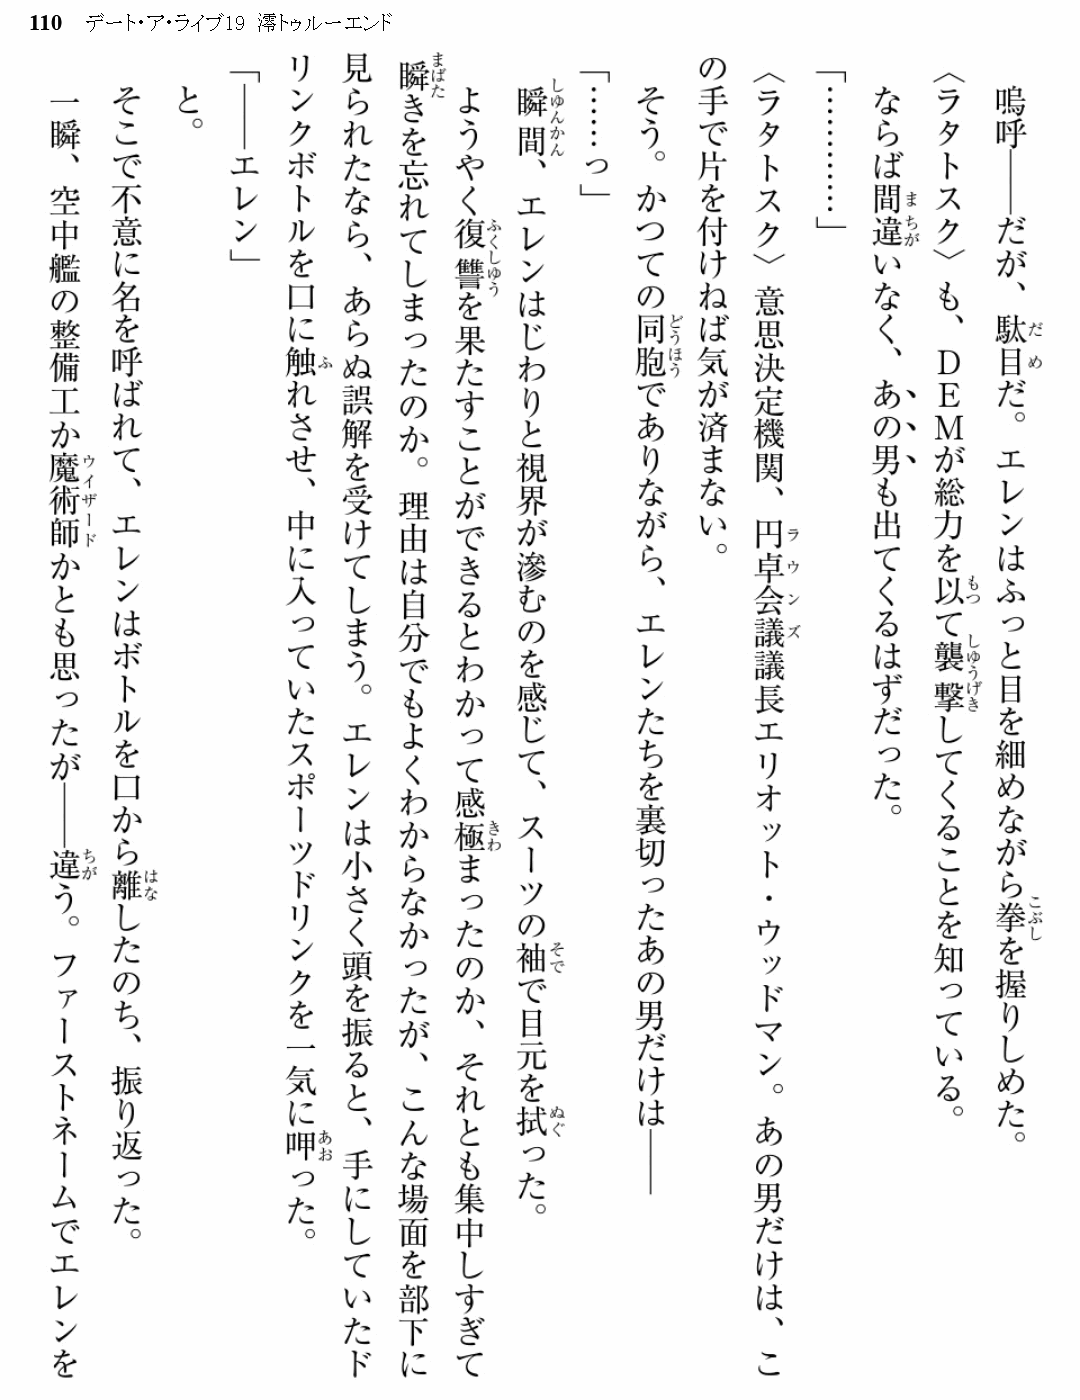 110 デート・ア・ライブ19 澪トゥルーエンド
嗚呼――だが、駄目だ。エレンはふっと目を細めながら拳を握りしめた。
〈ラタトスク〉も、DEMが総力を以て襲撃してくることを知っている。
ならば間違いなく、あの男も出てくるはずだった。
「…………」
〈ラタトスク〉意思決定機関、円卓会議議長エリオット・ウッドマン。あの男だけは、こ
の手で片を付けねば気が済まない。
そう。かつての同胞でありながら、エレンたちを裏切ったあの男だけは――
「……っ」
瞬間、エレンはじわりと視界が滲むのを感じて、スーツの袖で目元を拭った。
ようやく復讐を果たすことができるとわかって感極まったのか、それとも集中しすぎて
瞬きを忘れてしまったのか。理由は自分でもよくわからなかったが、こんな場面を部下に
見られたなら、あらぬ誤解を受けてしまう。エレンは小さく頭を振ると、手にしていたド
リンクボトルを口に触れさせ、中に入っていたスポーツドリンクを一気に呷った。
「――エレン」
と。
そこで不意に名を呼ばれて、エレンはボトルを口から離したのち、振り返った。
一瞬、空中艦の整備工か魔術師かとも思ったが――違う。ファーストネームでエレンを